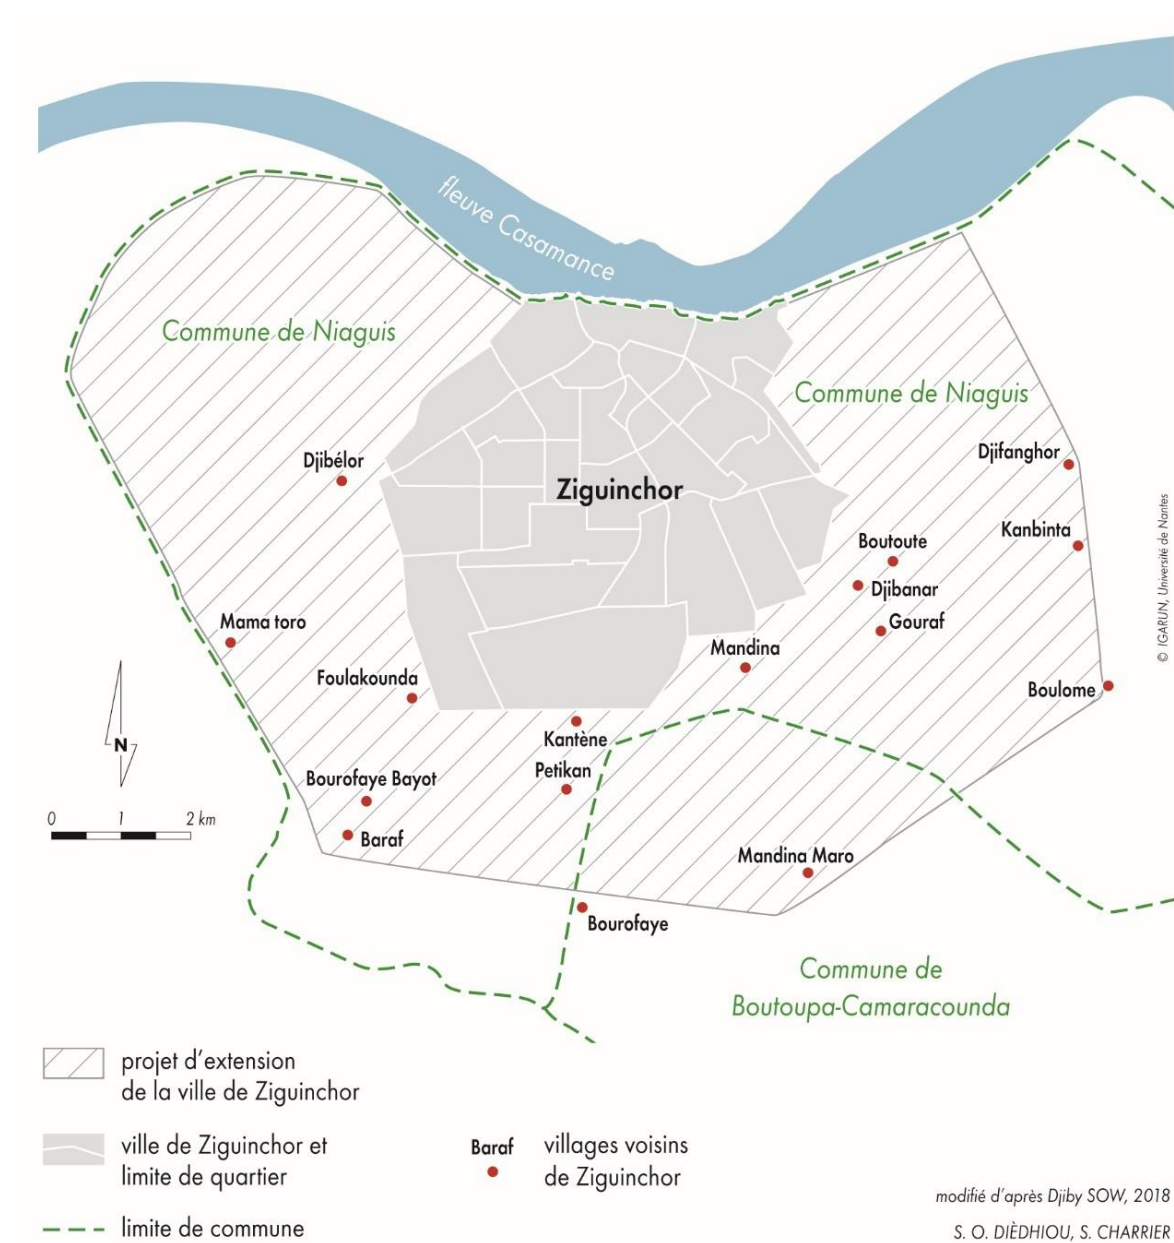 fleuve Casamance
Commune de Niaguis
Commune de Niaguis
Djifanghor
Djibélor
Ziguinchor
Kanbinta
Boutoute
Djibanar
Mama toro
Gouraf
Mandina
Foulakounda
Boulome
Kantène
Petikan
Bourofaye Bayot
Baraf
Mandina Maro
Bourofaye
N
0 1 2 km
Commune de
Boutoupa-Camaracounda
© IGARUN, Université de Nantes
projet d'extension
de la ville de Ziguinchor
ville de Ziguinchor et
limite de quartier
limite de commune
Baraf
villages voisins
de Ziguinchor
modifié d'après Djiby SOW, 2018
S. O. DIÈDHIOU, S. CHARRIER